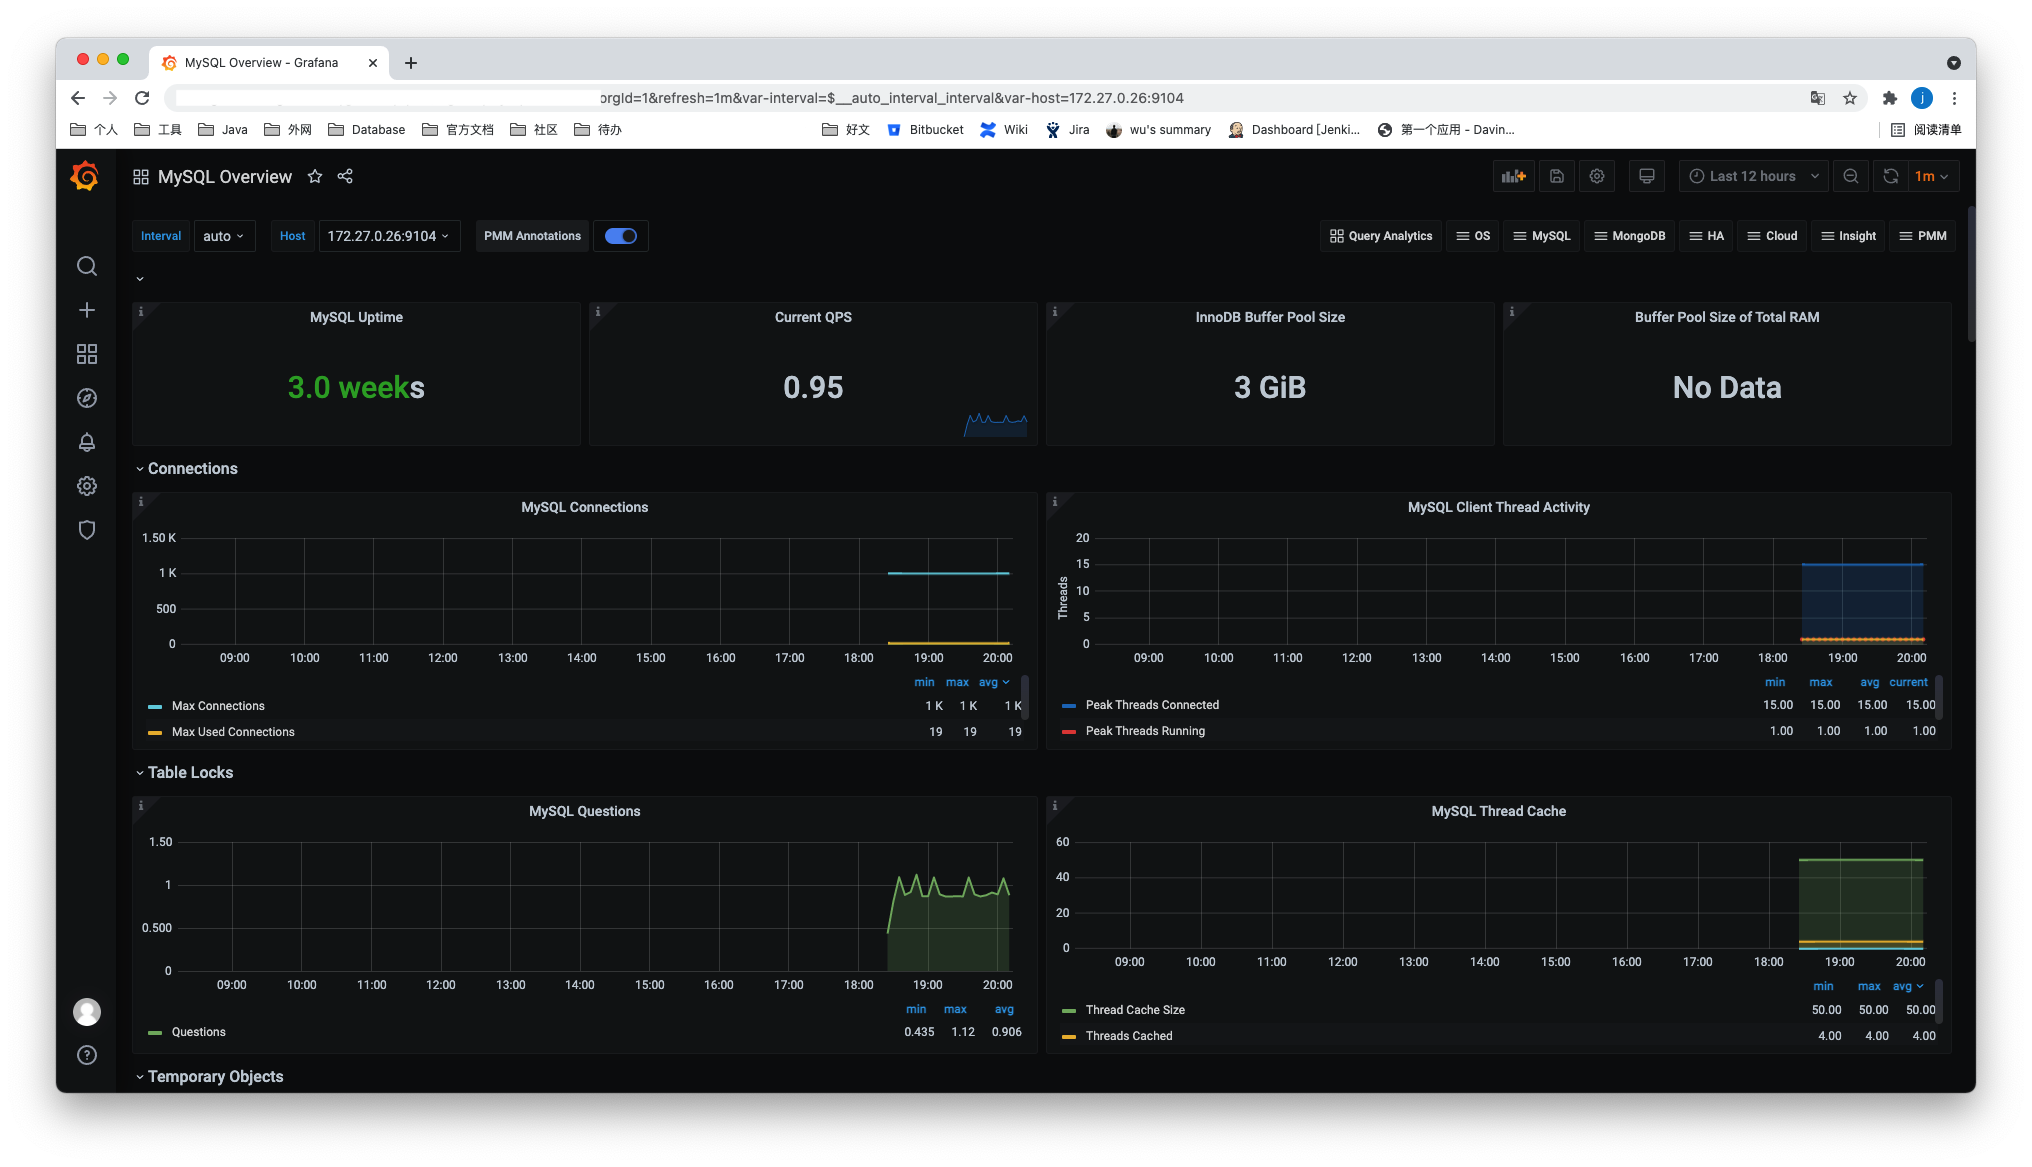 MySQL Overview - Grafana
orgId=1&refresh=1m&var-interval=$__auto_interval_interval&var-host=172.27.0.26:9104
j
个人 工具 Java 外网 Database 官方文档 社区 待办 好文 Bitbucket Wiki Jira wu's summary Dashboard [Jenki... 第一个应用 - Davin... 阅读清单
MySQL Overview
Last 12 hours 1m
Interval auto Host 172.27.0.26:9104 PMM Annotations
Query Analytics OS MySQL MongoDB HA Cloud Insight PMM
MySQL Uptime
3.0 weeks
Current QPS
0.95
InnoDB Buffer Pool Size
3 GiB
Buffer Pool Size of Total RAM
No Data
Connections
MySQL Connections
1.50 K
1 K
500
0
09:00 10:00 11:00 12:00 13:00 14:00 15:00 16:00 17:00 18:00 19:00 20:00
min max avg
Max Connections 1 K 1 K 1 K
Max Used Connections 19 19 19
MySQL Client Thread Activity
Threads
20
15
10
5
0
09:00 10:00 11:00 12:00 13:00 14:00 15:00 16:00 17:00 18:00 19:00 20:00
min max avg current
Peak Threads Connected 15.00 15.00 15.00 15.00
Peak Threads Running 1.00 1.00 1.00 1.00
Table Locks
MySQL Questions
1.50
1
0.500
0
09:00 10:00 11:00 12:00 13:00 14:00 15:00 16:00 17:00 18:00 19:00 20:00
min max avg
Questions 0.435 1.12 0.906
MySQL Thread Cache
60
40
20
0
09:00 10:00 11:00 12:00 13:00 14:00 15:00 16:00 17:00 18:00 19:00 20:00
min max avg
Thread Cache Size 50.00 50.00 50.00
Threads Cached 4.00 4.00 4.00
Temporary Objects